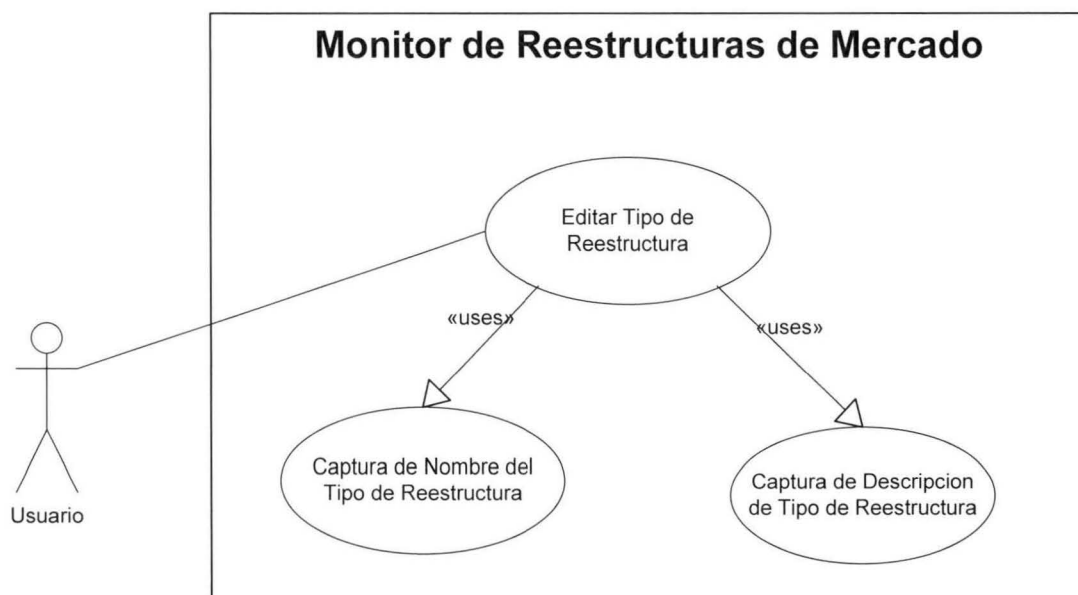 Monitor de Reestructuras de Mercado
Editar Tipo de
Reestructura
«uses»
«uses»
Captura de Nombre del
Tipo de Reestructura
Captura de Descripcion
de Tipo de Reestructura
Usuario